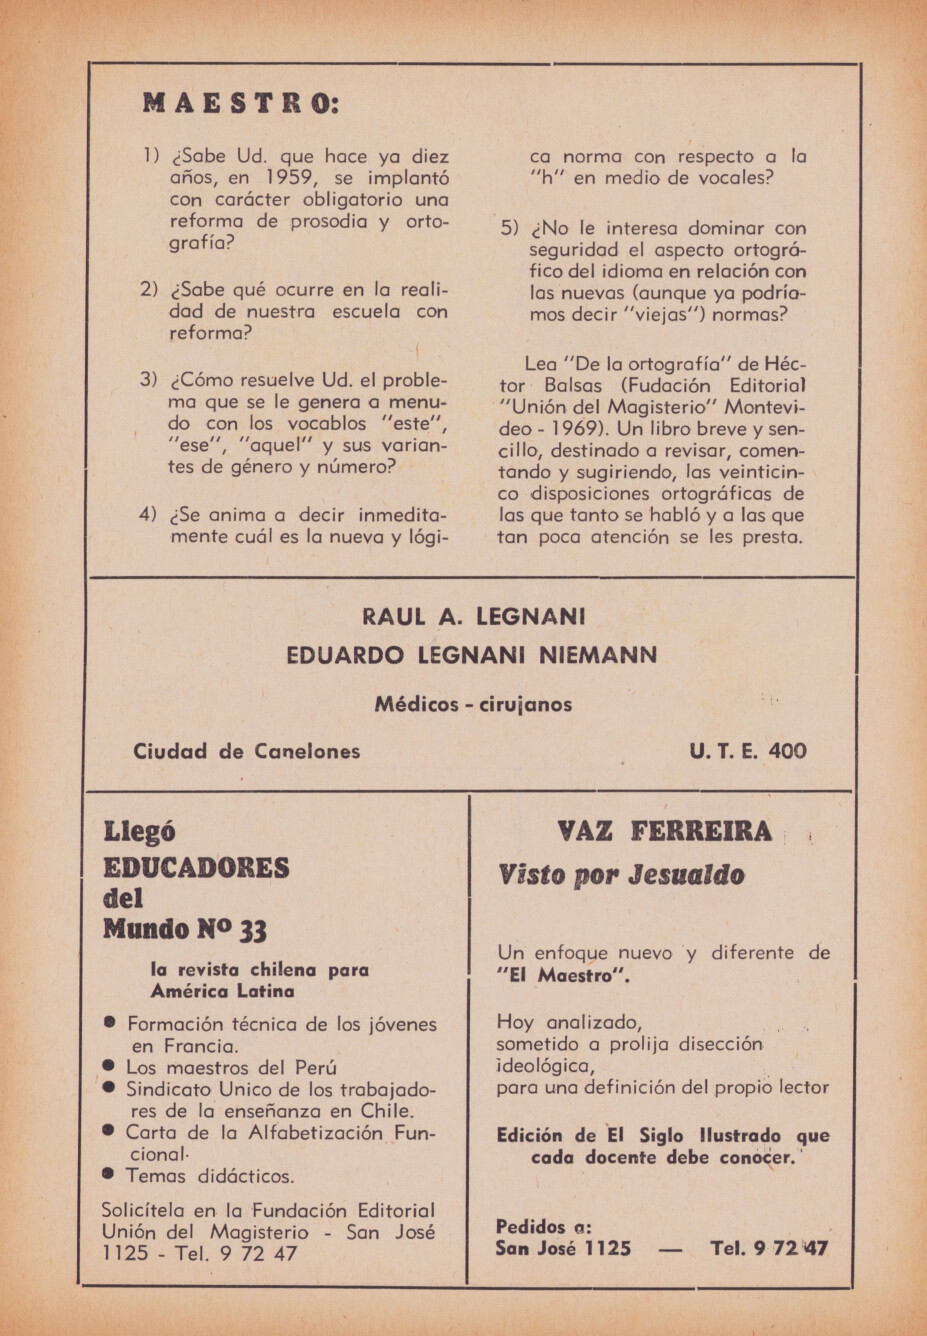 MAESTRO:
1) ¿Sabe Ud. que hace ya diez
años, en 1959, se implantó
con carácter obligatorio una
reforma de prosodia y orto-
grafía?
2) ¿Sabe qué ocurre en la reali-
dad de nuestra escuela con
reforma?
3) ¿Cómo resuelve Ud. el proble-
ma que se le genera a menu-
do con los vocablos "este",
"ese", "aquel" y sus varian-
tes de género y número?
4) ¿Se anima a decir inmedita-
mente cuál es la nueva y lógi-
ca norma con respecto a la
"h" en medio de vocales?
5) ¿No le interesa dominar con
seguridad el aspecto ortográ-
fico del idioma en relación con
las nuevas (aunque ya podría-
mos decir "viejas") normas?
Lea "De la ortografía" de Héc-
tor Balsas (Fudación Editorial
"Unión del Magisterio" Montevi-
deo - 1969). Un libro breve y sen-
cillo, destinado a revisar, comen-
tando y sugiriendo, las veinticin-
co disposiciones ortográficas de
las que tanto se habló y a las que
tan poca atención se les presta.
RAUL A. LEGNANI
EDUARDO LEGNANI NIEMANN
Médicos - cirujanos
Ciudad de Canelones U. T. E. 400
Llegó
EDUCADORES
del
Mundo Nº 33
la revista chilena para
América Latina
● Formación técnica de los jóvenes
en Francia.
● Los maestros del Perú
● Sindicato Unico de los trabajado-
res de la enseñanza en Chile.
● Carta de la Alfabetización Fun-
cional.
● Temas didácticos.
Solicítela en la Fundación Editorial
Unión del Magisterio - San José
1125 - Tel. 9 72 47
VAZ FERREIRA
Visto por Jesualdo
Un enfoque nuevo y diferente de
"El Maestro".
Hoy analizado,
sometido a prolija disección
ideológica,
para una definición del propio lector
Edición de El Siglo Ilustrado que
cada docente debe conocer.
Pedidos a:
San José 1125 — Tel. 9 72 47